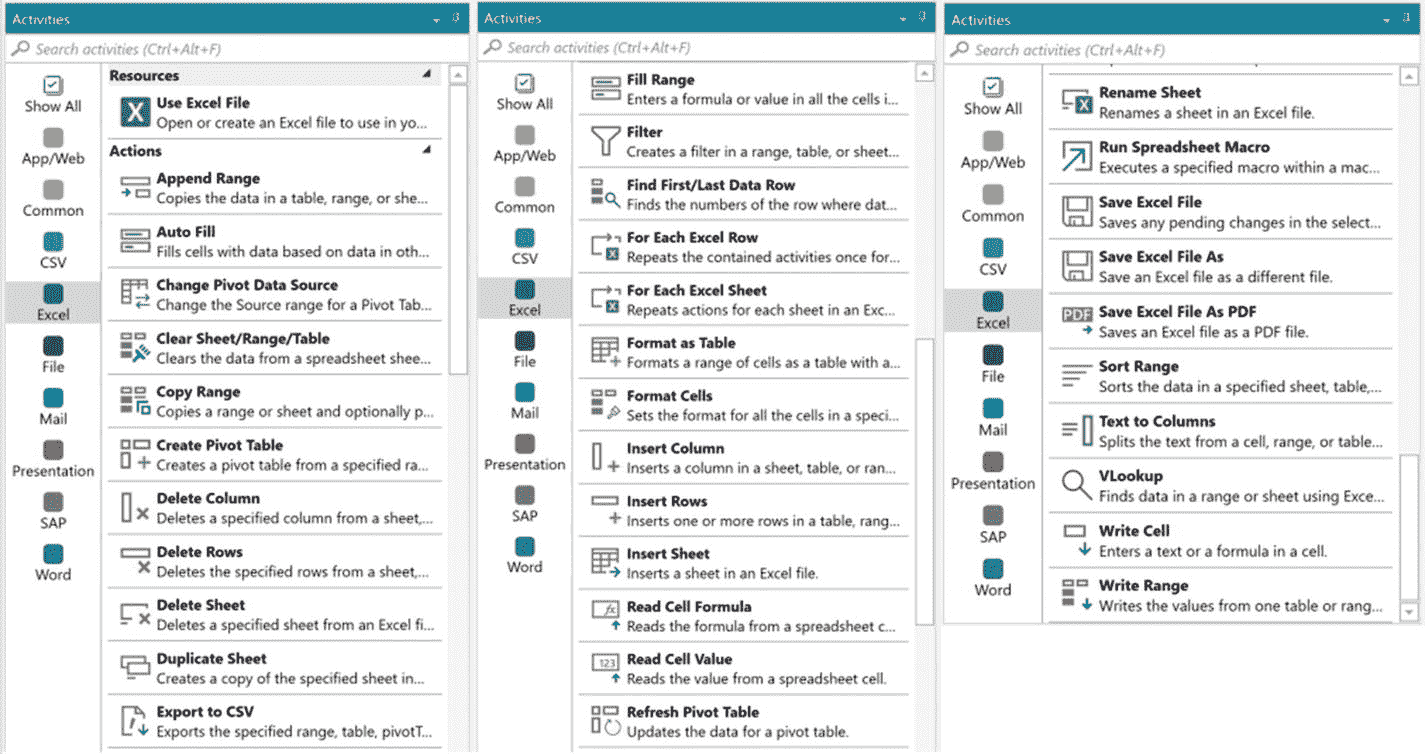 Activities
Search activities (Ctrl+Alt+F)
Show All
App/Web
Common
CSV
Excel
File
Mail
Presentation
SAP
Word
Resources
Use Excel File
Open or create an Excel file to use in yo...
Actions
Append Range
Copies the data in a table, range, or she...
Auto Fill
Fills cells with data based on data in oth...
Change Pivot Data Source
Change the Source range for a Pivot Tab...
Clear Sheet/Range/Table
Clears the data from a spreadsheet shee...
Copy Range
Copies a range or sheet and optionally p...
Create Pivot Table
Creates a pivot table from a specified ra...
Delete Column
Deletes a specified column from a sheet,...
Delete Rows
Deletes the specified rows from a sheet,...
Delete Sheet
Deletes a specified sheet from an Excel fi...
Duplicate Sheet
Creates a copy of the specified sheet in...
Export to CSV
Exports the specified range, table, pivotT...
Activities
Search activities (Ctrl+Alt+F)
Show All
App/Web
Common
CSV
Excel
File
Mail
Presentation
SAP
Word
Fill Range
Enters a formula or value in all the cells i...
Filter
Creates a filter in a range, table, or sheet...
Find First/Last Data Row
Finds the numbers of the row where dat...
For Each Excel Row
Repeats the contained activities once for...
For Each Excel Sheet
Repeats actions for each sheet in an Exc...
Format as Table
Formats a range of cells as a table with a...
Format Cells
Sets the format for all the cells in a speci...
Insert Column
Inserts a column in a sheet, table, or ran...
Insert Rows
Inserts one or more rows in a table, rang...
Insert Sheet
Inserts a sheet in an Excel file.
fx
Read Cell Formula
Reads the formula from a spreadsheet c...
123
Read Cell Value
Reads the value from a spreadsheet cell.
Refresh Pivot Table
Updates the data for a pivot table.
Activities
Search activities (Ctrl+Alt+F)
Show All
App/Web
Common
CSV
Excel
File
Mail
Presentation
SAP
Word
Rename Sheet
Renames a sheet in an Excel file.
Run Spreadsheet Macro
Executes a specified macro within a mac...
Save Excel File
Saves any pending changes in the select...
Save Excel File As
Save an Excel file as a different file.
PDF
Save Excel File As PDF
Saves an Excel file as a PDF file.
Sort Range
Sorts the data in a specified sheet, table,...
Text to Columns
Splits the text from a cell, range, or table...
VLookup
Finds data in a range or sheet using Exce...
Write Cell
Enters a text or a formula in a cell.
Write Range
Writes the values from one table or rang...